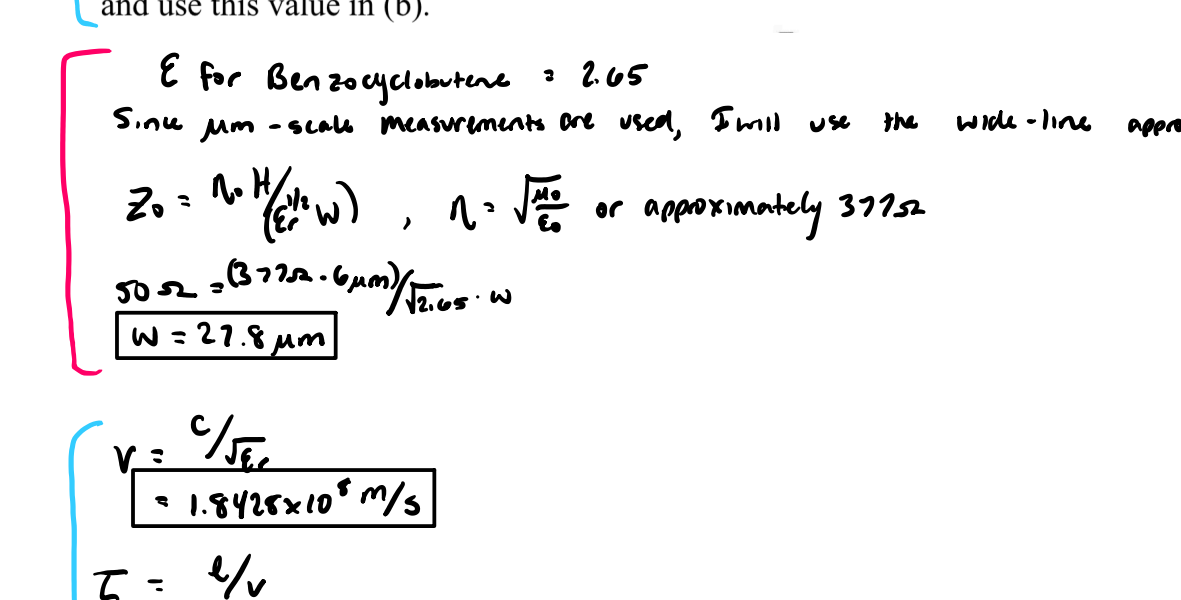 and use this value in (b).
ε for Benzocyclobutene = 2.65
Since μm-scale measurements are used, I will use the wide-line appro
Z₀ = η₀ H/(εᵣ^1/2 W) , η = √(μ₀/ε₀) or approximately 377Ω
50 Ω = (377Ω · 6μm)/√2.65 · W
W = 27.8 μm
V = c/√εᵣ
= 1.8428×10⁸ m/s
= ℓ/v